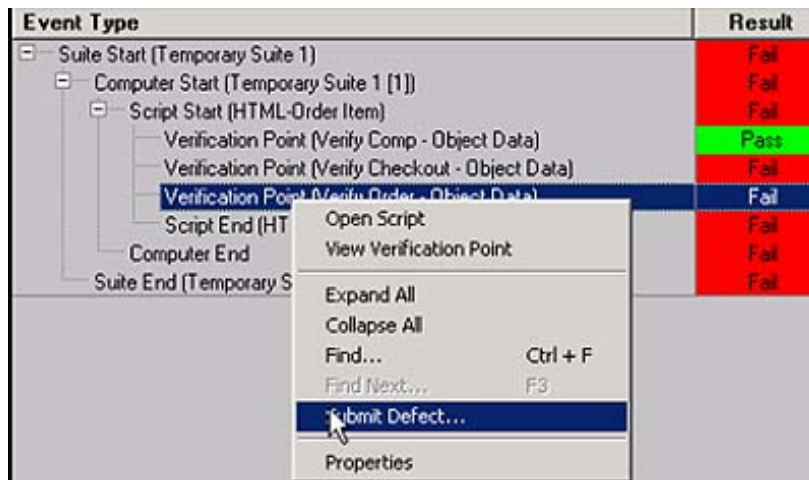 Event Type Result
Suite Start (Temporary Suite 1) Fail
Computer Start (Temporary Suite 1 [1]) Fail
Script Start (HTML-Order Item) Fail
Verification Point (Verify Comp - Object Data) Pass
Verification Point (Verify Checkout - Object Data) Fail
Verification Point (Verify Order - Object Data) Fail
Script End (HT Fail
Computer End Fail
Suite End (Temporary S Fail
Open Script
View Verification Point
Expand All
Collapse All
Find... Ctrl + F
Find Next... F3
Submit Defect...
Properties